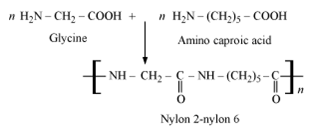 n H₂N – CH₂ – COOH + n H₂N – (CH₂)₅ – COOH
Glycine Amino caproic acid
[ NH – CH₂ – C – NH – (CH₂)₅ – C ]n
O O
Nylon 2-nylon 6